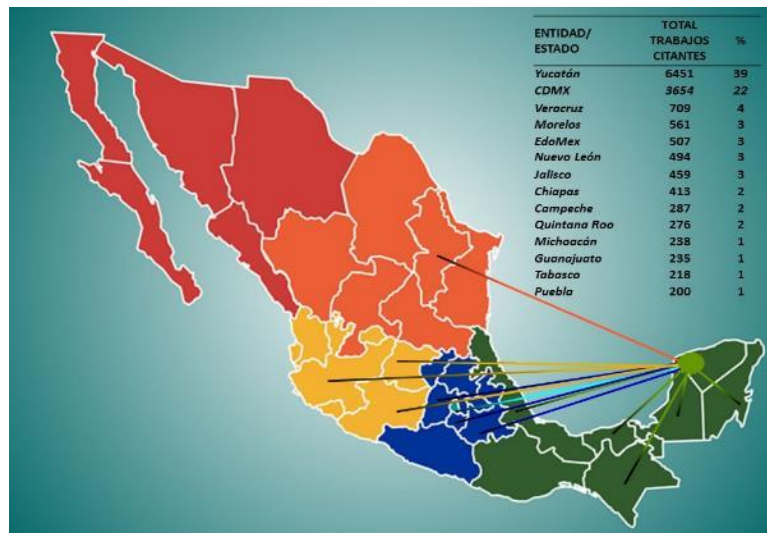 ENTIDAD/ ESTADO TOTAL TRABAJOS CITANTES %
Yucatán 6451 39
CDMX 3654 22
Veracruz 709 4
Morelos 561 3
EdoMex 507 3
Nuevo León 494 3
Jalisco 459 3
Chiapas 413 2
Campeche 287 2
Quintana Roo 276 2
Michoacán 238 1
Guanajuato 235 1
Tabasco 218 1
Puebla 200 1